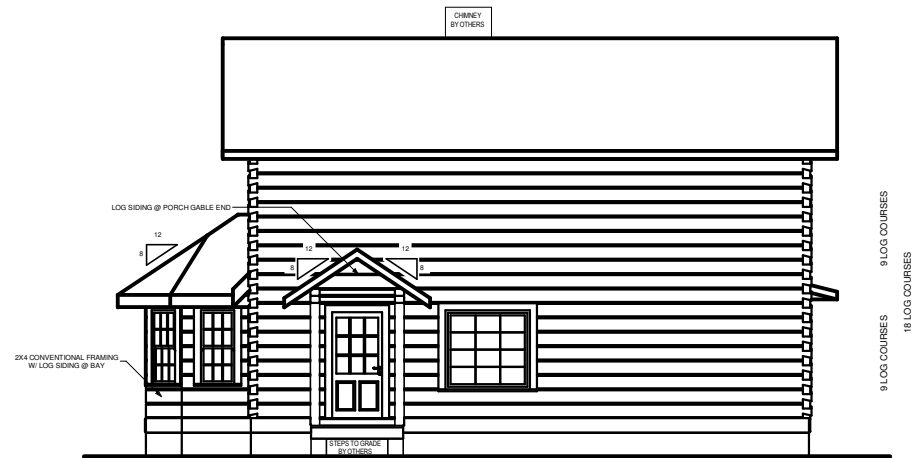 CHIMNEY
BY OTHERS
LOG SIDING @ PORCH GABLE END
12
8
12
12
8
8
2X4 CONVENTIONAL FRAMING
W/ LOG SIDING @ BAY
STEPS TO GRADE
BY OTHERS
9 LOG COURSES
9 LOG COURSES
18 LOG COURSES